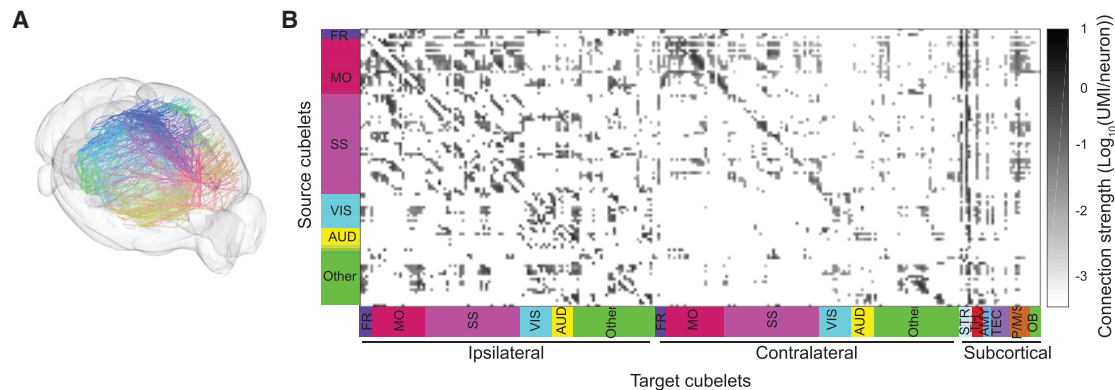 A
B
FR
MO
SS
VIS
AUD
Other
Source cubelets
FR
MO
SS
VIS
AUD
Other
FR
MO
SS
VIS
AUD
Other
STR
AMY
TEC
P/M/S
OB
Ipsilateral
Contralateral
Subcortical
Target cubelets
1
0
-1
-2
-3
Connection strength (Log10(UMI/neuron))